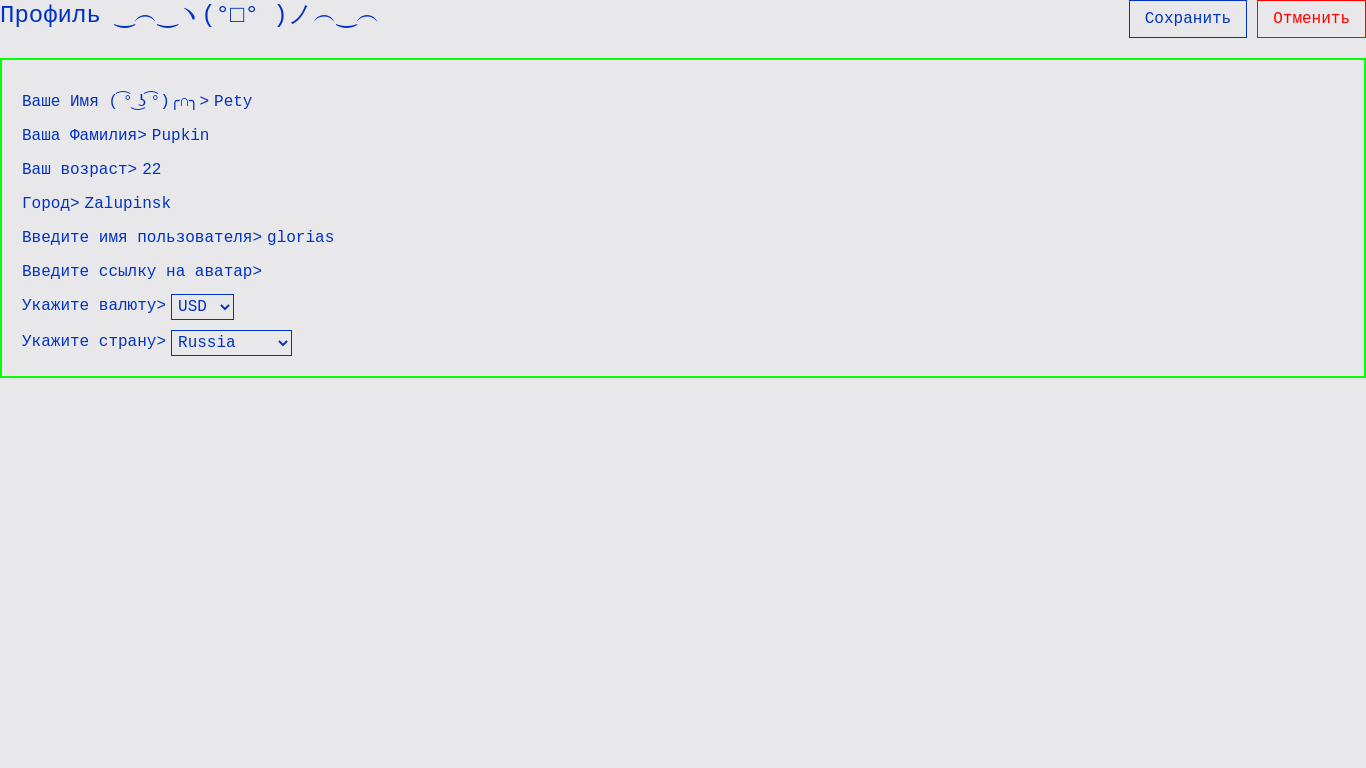 Профиль ‿︵‿ヽ(°□° )ノ︵‿︵
Сохранить
Отменить
Ваше Имя ( ͡° ͜ʖ ͡°)╭∩╮> Pety
Ваша Фамилия> Pupkin
Ваш возраст> 22
Город> Zalupinsk
Введите имя пользователя> glorias
Введите ссылку на аватар>
Укажите валюту> USD
Укажите страну> Russia